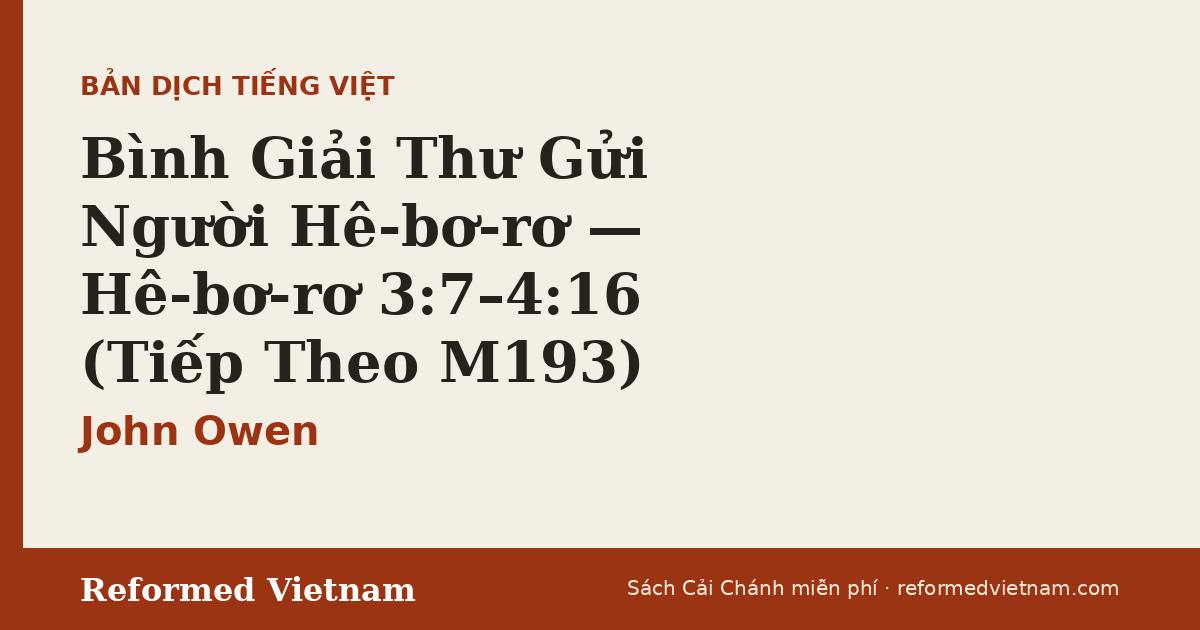 BẢN DỊCH TIẾNG VIỆT
Bình Giải Thư Gửi
Người Hê-bơ-rơ —
Hê-bơ-rơ 3:7–4:16
(Tiếp Theo M193)
John Owen
Reformed Vietnam
Sách Cải Chánh miễn phí · reformedvietnam.com